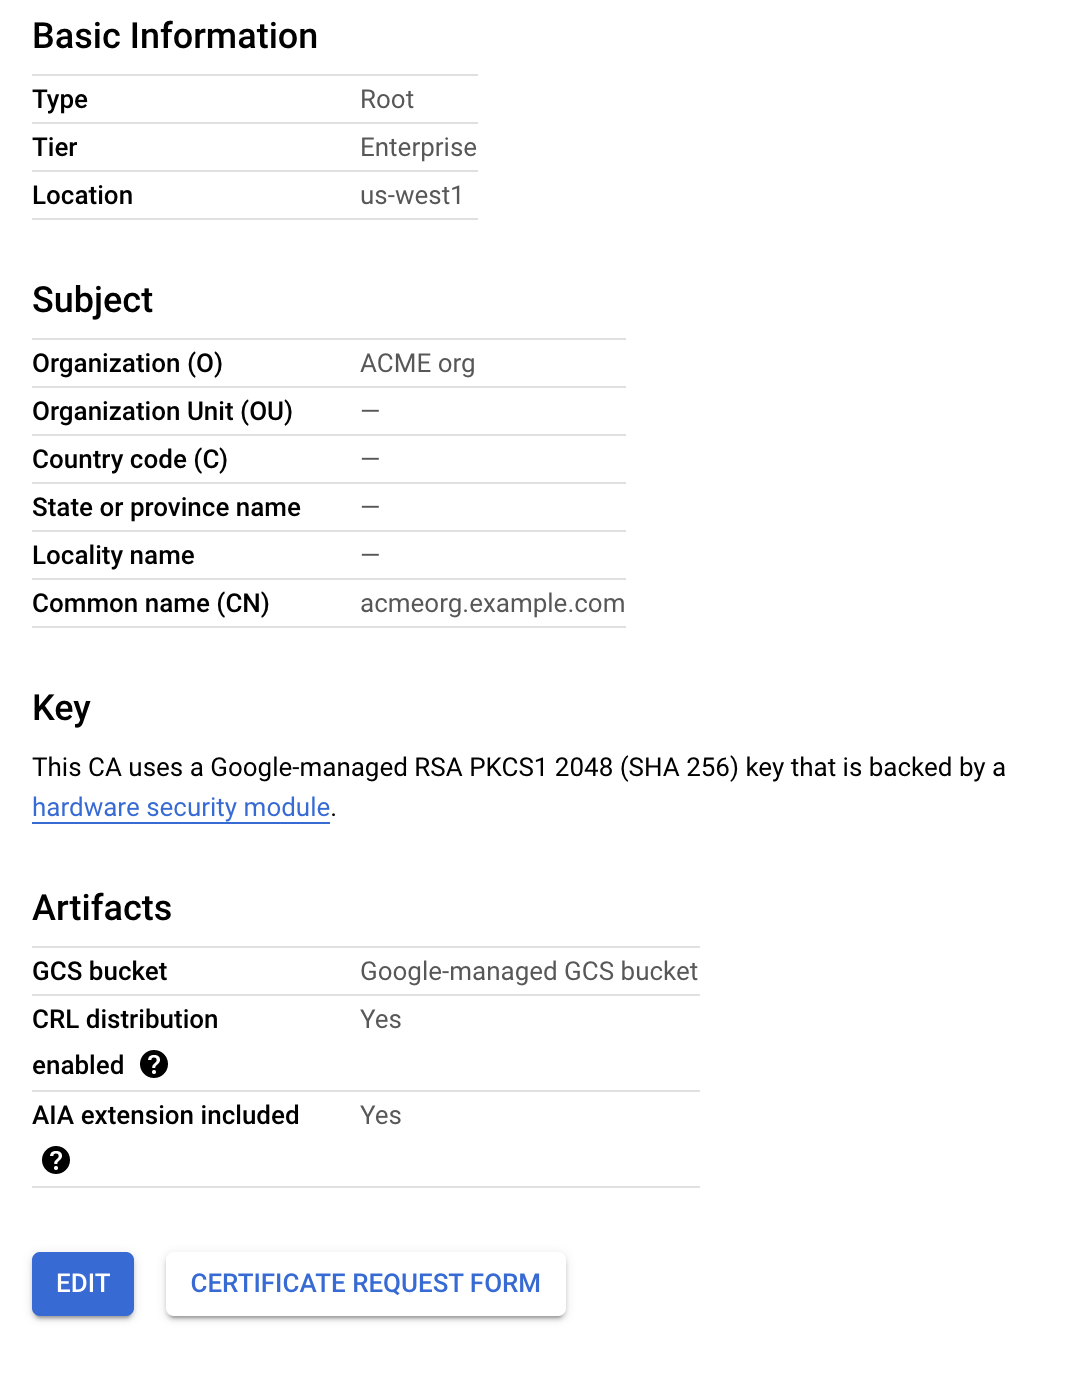 Basic Information
Type Root
Tier Enterprise
Location us-west1
Subject
Organization (O) ACME org
Organization Unit (OU) —
Country code (C) —
State or province name —
Locality name —
Common name (CN) acmeorg.example.com
Key
This CA uses a Google-managed RSA PKCS1 2048 (SHA 256) key that is backed by a
hardware security module.
Artifacts
GCS bucket Google-managed GCS bucket
CRL distribution Yes
enabled ?
AIA extension included Yes
?
EDIT CERTIFICATE REQUEST FORM